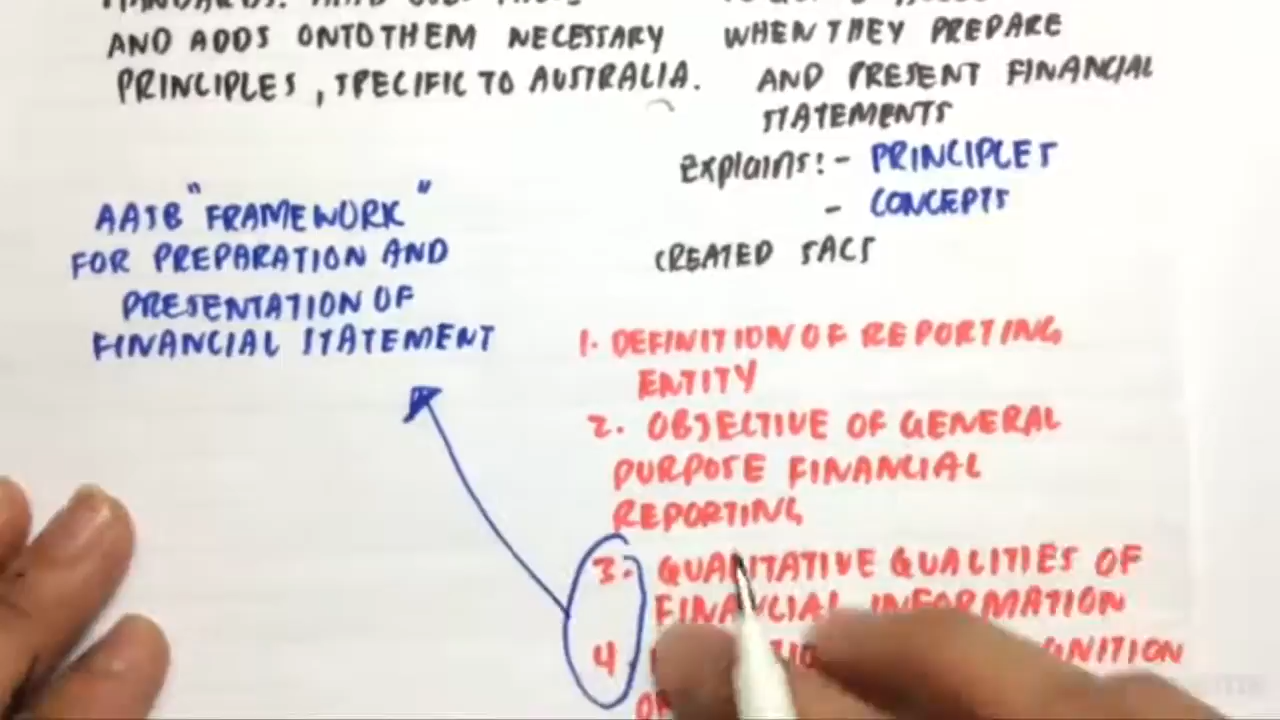 AND ADDS ONTO THEM NECESSARY
PRINCIPLES, SPECIFIC TO AUSTRALIA.
WHEN THEY PREPARE
AND PRESENT FINANCIAL
STATEMENTS
Explains:- PRINCIPLES
- CONCEPTS
CREATED SACS
AASB "FRAMEWORK"
FOR PREPARATION AND
PRESENTATION OF
FINANCIAL STATEMENT
1. DEFINITION OF REPORTING
ENTITY
2. OBJECTIVE OF GENERAL
PURPOSE FINANCIAL
REPORTING
3. QUANITATIVE QUALITIES OF
FINANCIAL INFORMATION
4